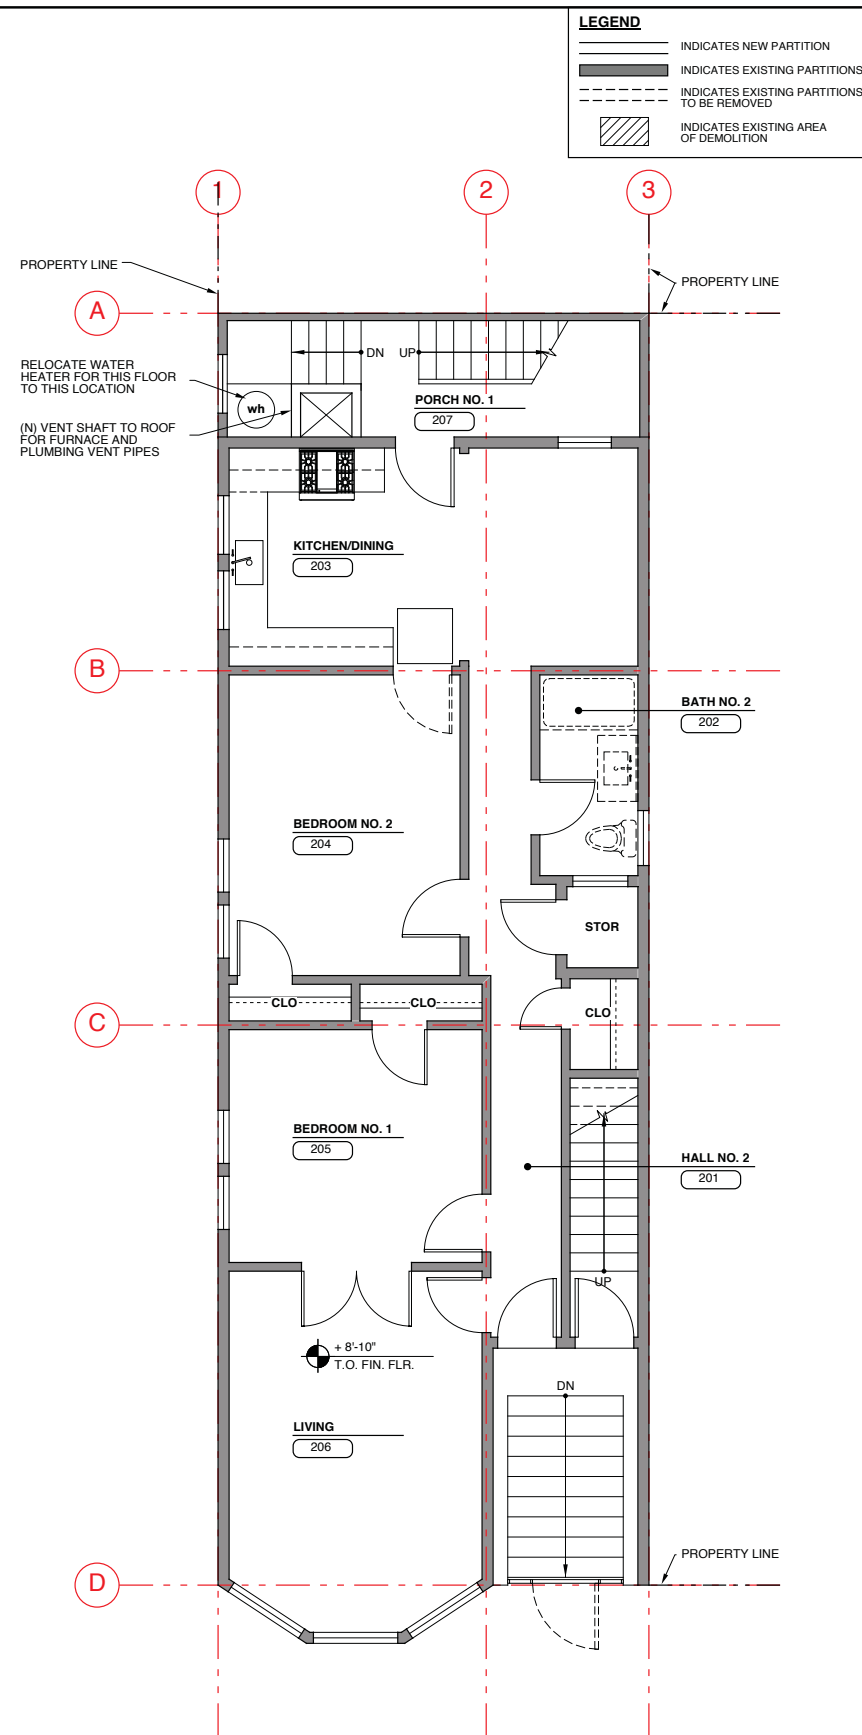 LEGEND
INDICATES NEW PARTITION
INDICATES EXISTING PARTITIONS
INDICATES EXISTING PARTITIONS
TO BE REMOVED
INDICATES EXISTING AREA
OF DEMOLITION
1
2
3
PROPERTY LINE
PROPERTY LINE
A
DN
UP
RELOCATE WATER
HEATER FOR THIS FLOOR
TO THIS LOCATION
wh
PORCH NO. 1
207
(N) VENT SHAFT TO ROOF
FOR FURNACE AND
PLUMBING VENT PIPES
KITCHEN/DINING
203
B
BATH NO. 2
202
BEDROOM NO. 2
204
STOR
CLO
CLO
CLO
C
BEDROOM NO. 1
205
HALL NO. 2
201
UP
+ 8'-10"
T.O. FIN. FLR.
DN
LIVING
206
PROPERTY LINE
D